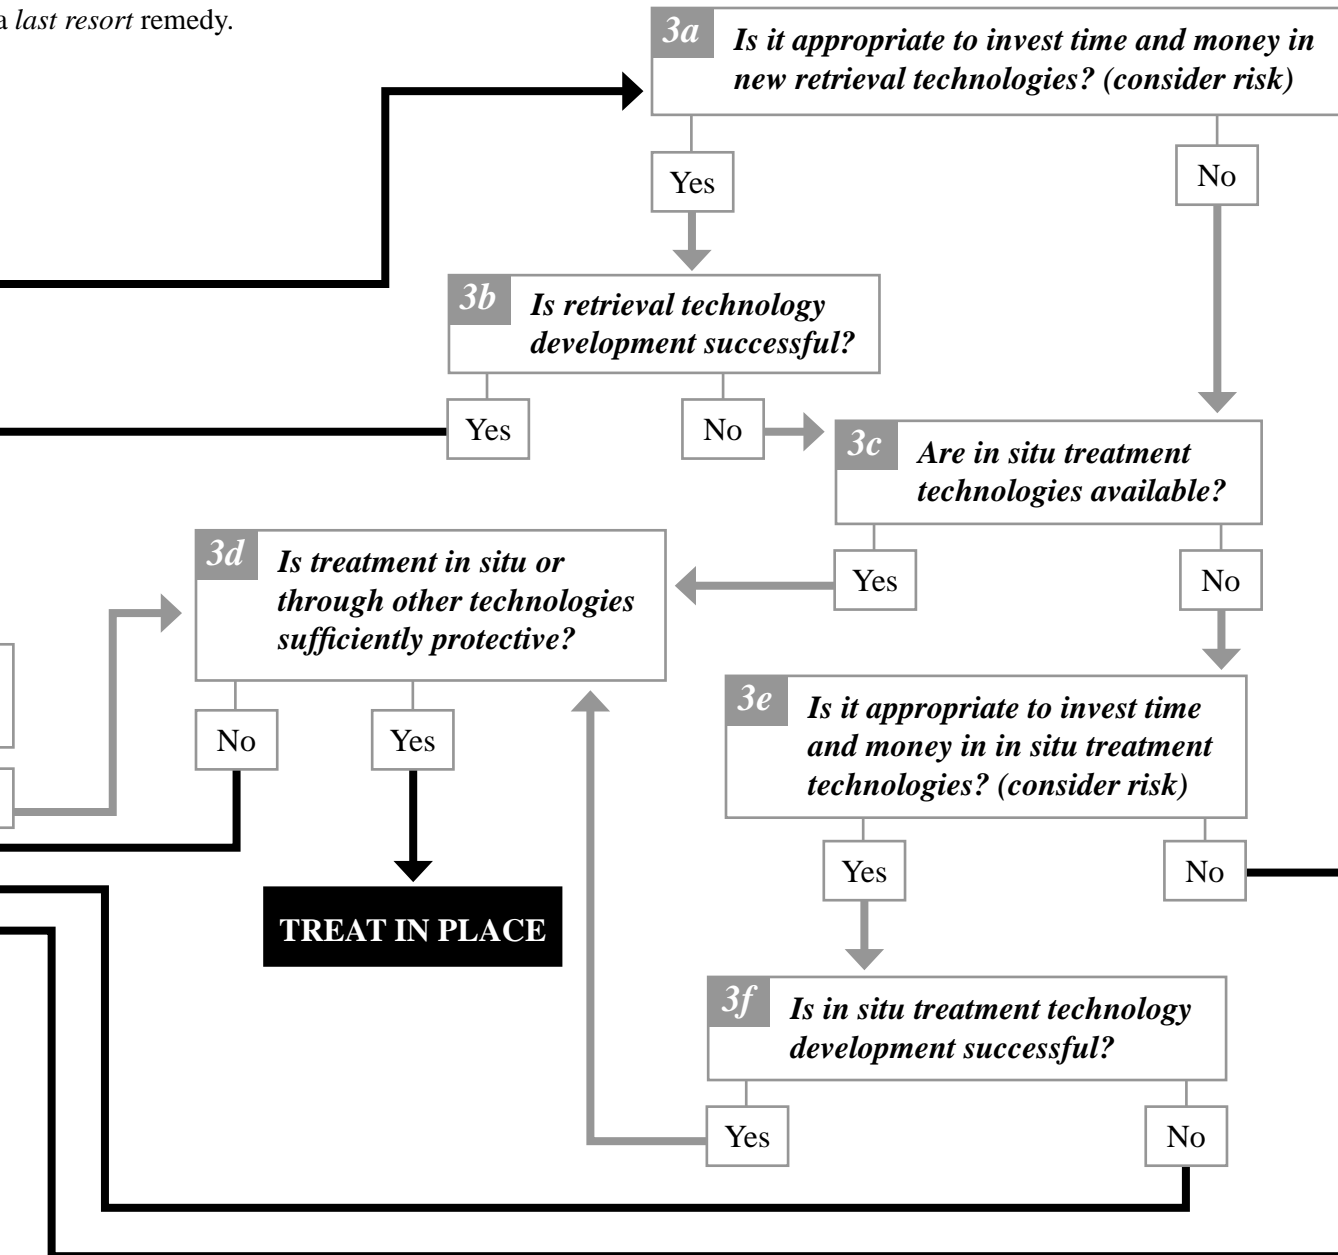 a last resort remedy.
3a
Is it appropriate to invest time and money in
new retrieval technologies? (consider risk)
Yes
No
3b
Is retrieval technology
development successful?
Yes
No
3c
Are in situ treatment
technologies available?
Yes
No
3d
Is treatment in situ or
through other technologies
sufficiently protective?
No
Yes
TREAT IN PLACE
3e
Is it appropriate to invest time
and money in in situ treatment
technologies? (consider risk)
Yes
No
3f
Is in situ treatment technology
development successful?
Yes
No